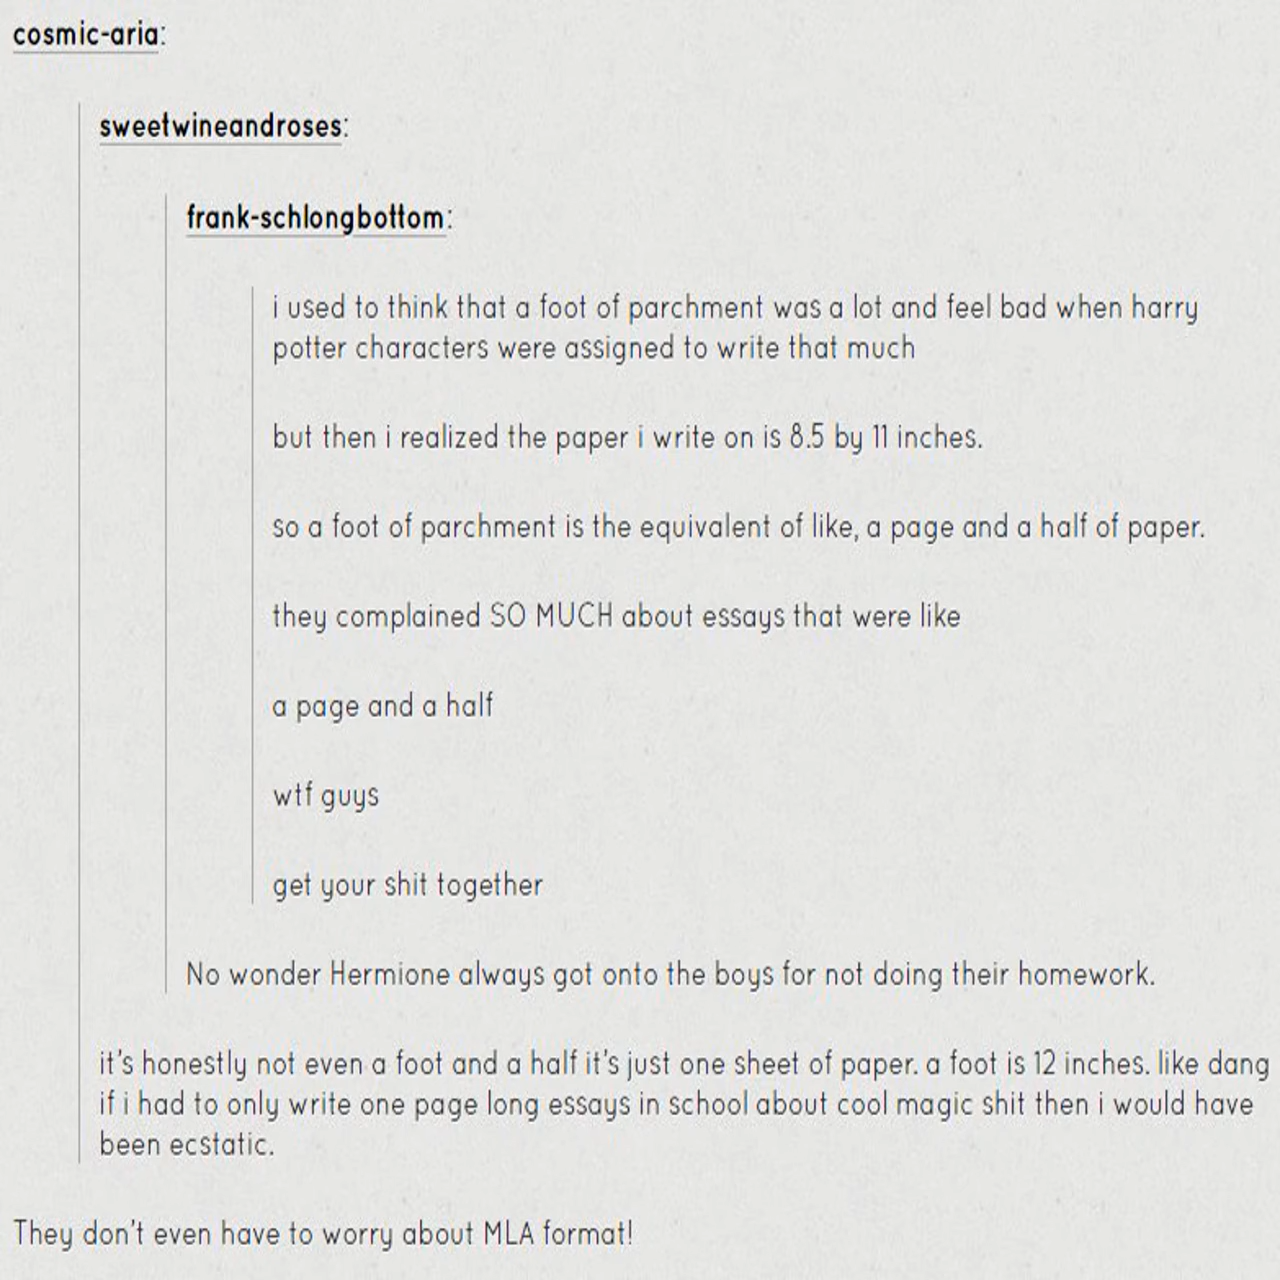 cosmic-aria:
sweetwineandroses:
frank-schlongbottom:
i used to think that a foot of parchment was a lot and feel bad when harry
potter characters were assigned to write that much
but then i realized the paper i write on is 8.5 by 11 inches.
so a foot of parchment is the equivalent of like, a page and a half of paper.
they complained SO MUCH about essays that were like
a page and a half
wtf guys
get your shit together
No wonder Hermione always got onto the boys for not doing their homework.
it's honestly not even a foot and a half it's just one sheet of paper. a foot is 12 inches. like dang
if i had to only write one page long essays in school about cool magic shit then i would have
been ecstatic.
They don't even have to worry about MLA format!